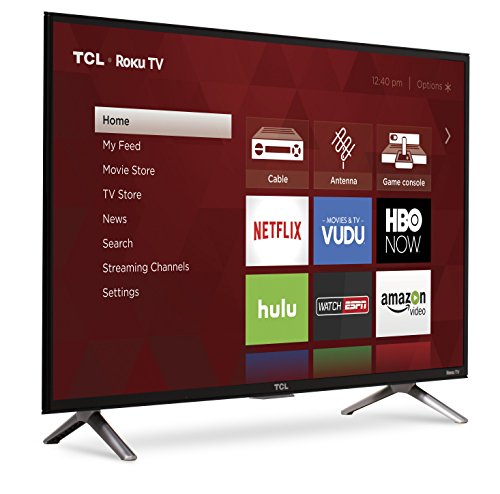 TCL • Roku TV
12:40 pm | Options ✳
Home
My Feed
Movie Store
TV Store
News
Search
Streaming Channels
Settings
Cable
Antenna
Game console
NETFLIX
MOVIES & TV
VUDU
HBO
NOW
hulu
WATCH ESPN
amazon
video
TCL
Roku TV